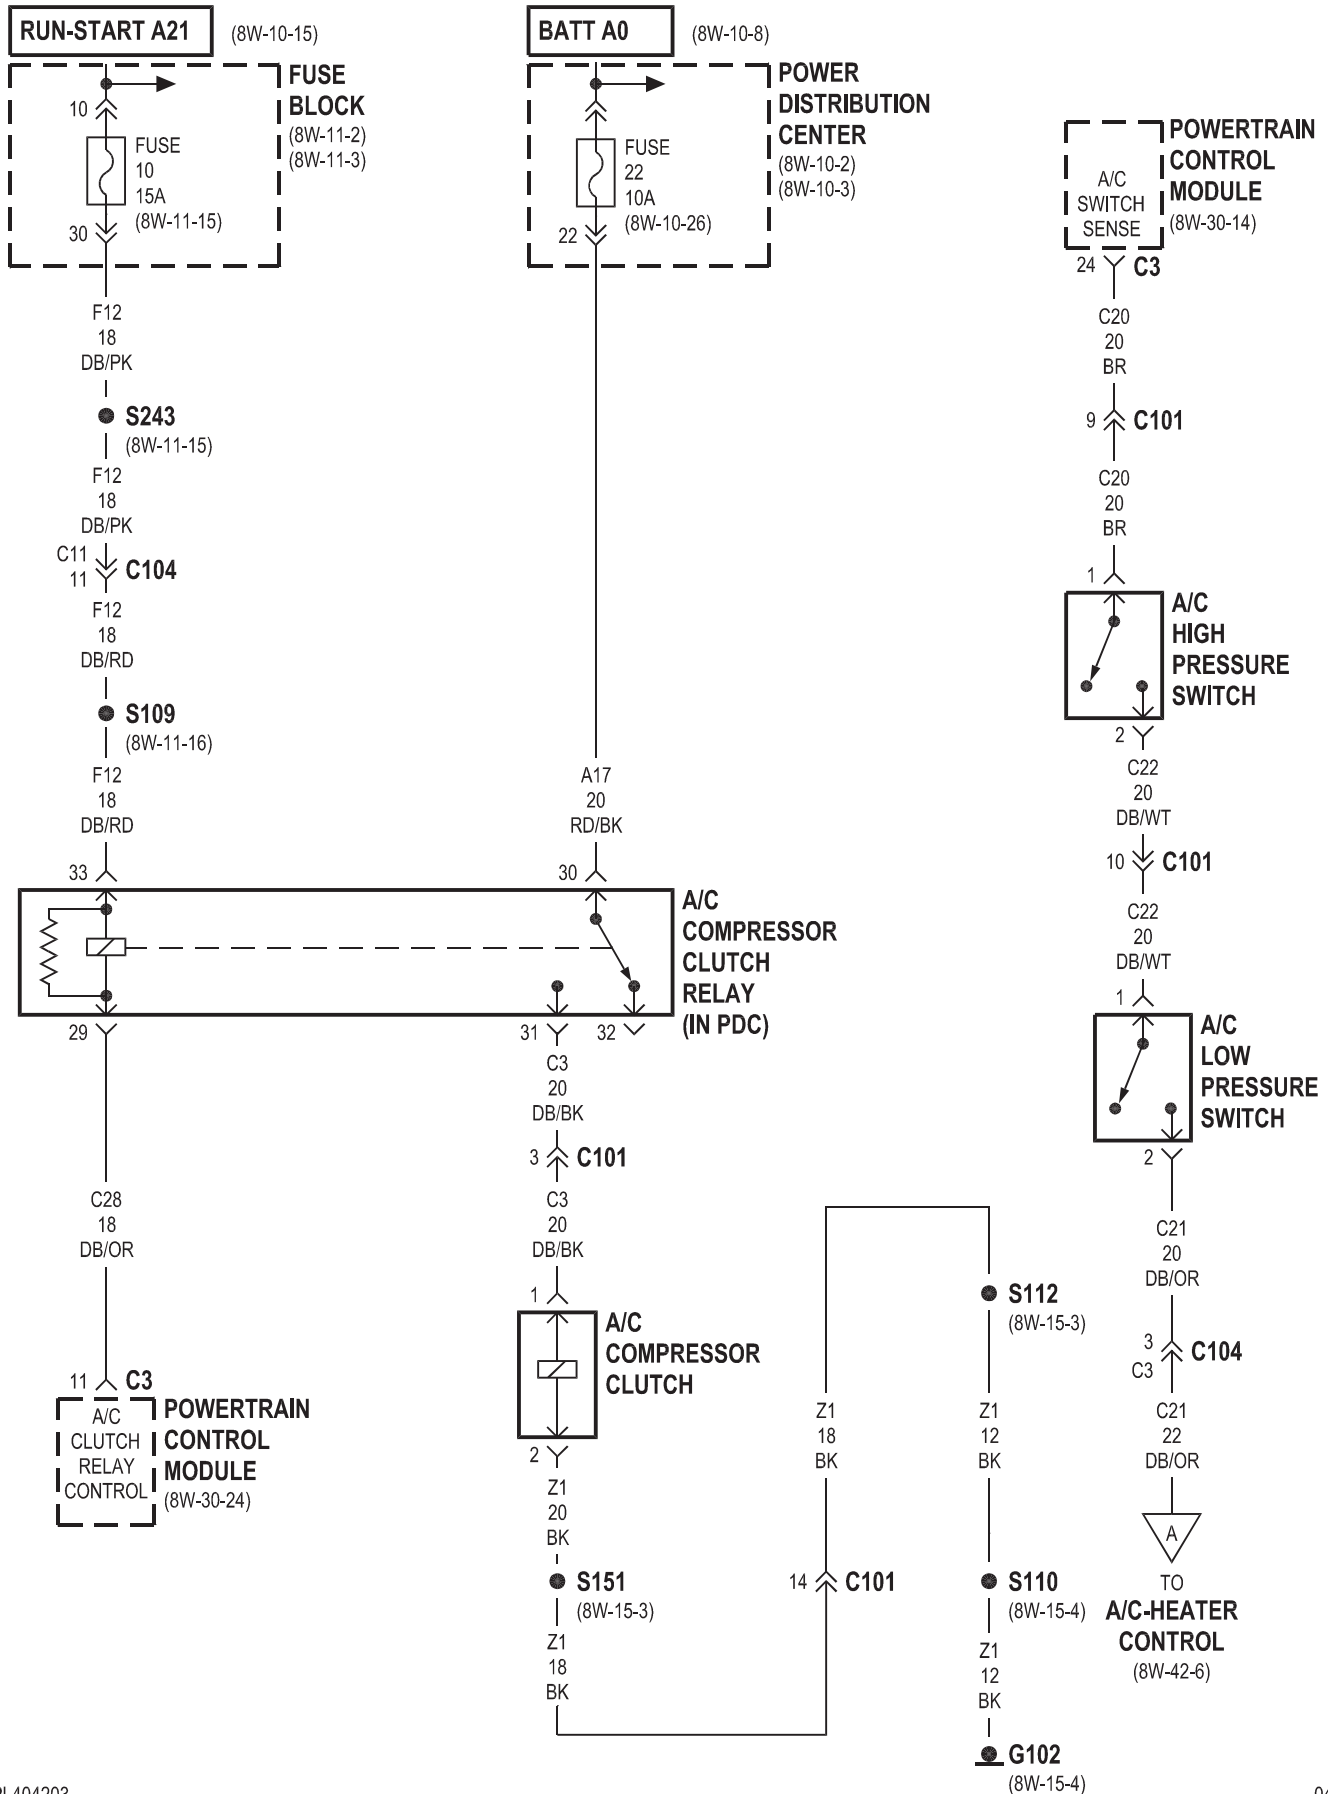 RUN-START A21
(8W-10-15)
FUSE
BLOCK
(8W-11-2)
(8W-11-3)
10
FUSE
10
15A
(8W-11-15)
30
F12
18
DB/PK
S243
(8W-11-15)
F12
18
DB/PK
C11
11
C104
F12
18
DB/RD
S109
(8W-11-16)
F12
18
DB/RD
33
BATT A0
(8W-10-8)
POWER
DISTRIBUTION
CENTER
(8W-10-2)
(8W-10-3)
FUSE
22
10A
(8W-10-26)
22
A17
20
RD/BK
30
A/C
COMPRESSOR
CLUTCH
RELAY
(IN PDC)
29
31
32
C28
18
DB/OR
11
C3
A/C
CLUTCH
RELAY
CONTROL
POWERTRAIN
CONTROL
MODULE
(8W-30-24)
C3
20
DB/BK
3
C101
C3
20
DB/BK
1
A/C
COMPRESSOR
CLUTCH
2
Z1
20
BK
S151
(8W-15-3)
Z1
18
BK
14
C101
Z1
18
BK
S112
(8W-15-3)
Z1
12
BK
S110
(8W-15-4)
Z1
12
BK
G102
(8W-15-4)
A/C
SWITCH
SENSE
POWERTRAIN
CONTROL
MODULE
(8W-30-14)
24
C3
C20
20
BR
9
C101
C20
20
BR
1
A/C
HIGH
PRESSURE
SWITCH
2
C22
20
DB/WT
10
C101
C22
20
DB/WT
1
A/C
LOW
PRESSURE
SWITCH
2
C21
20
DB/OR
3
C3
C104
C21
22
DB/OR
A
TO
A/C-HEATER
CONTROL
(8W-42-6)